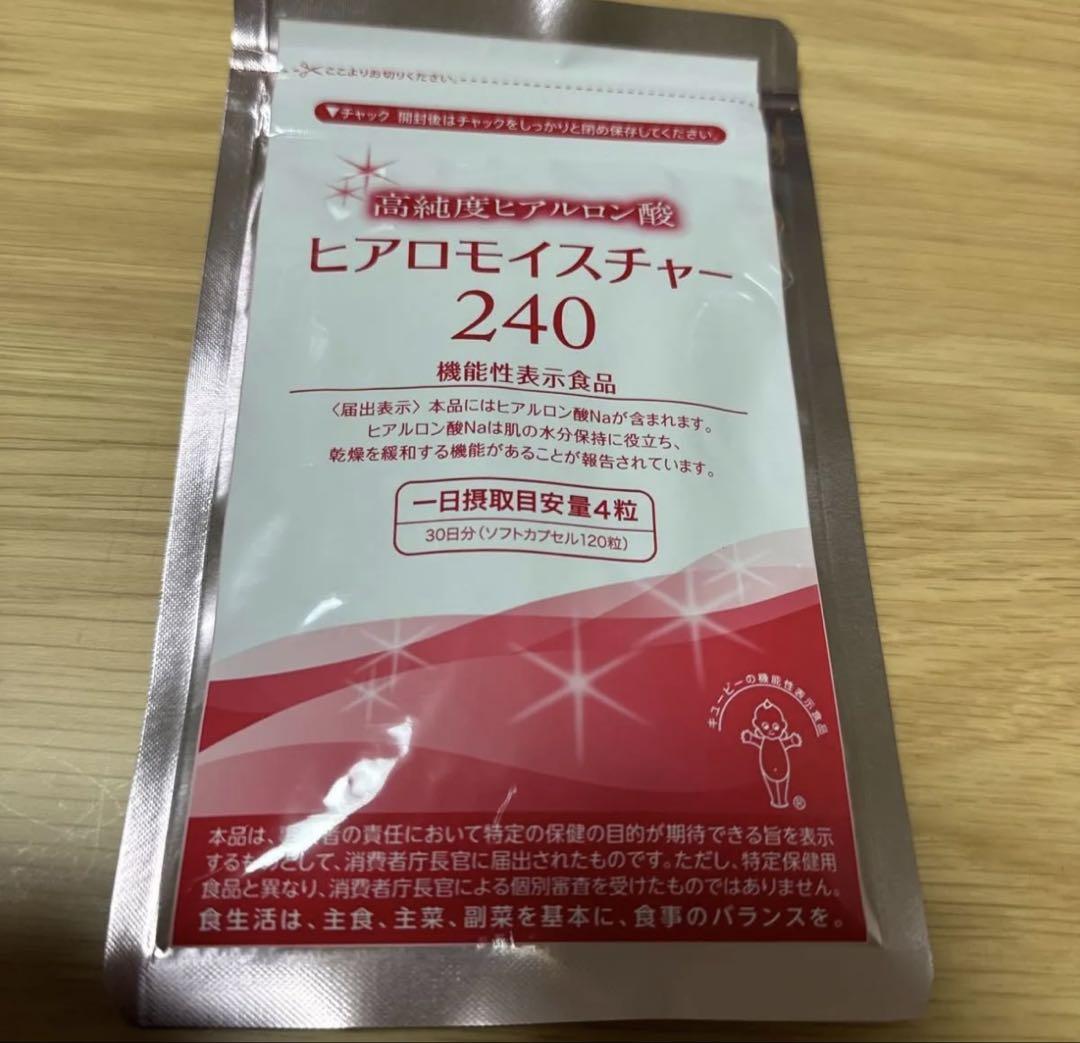 ここよりお切りください。
▼チャック 開封後はチャックをしっかりと閉め保存してください。
高純度ヒアルロン酸
ヒアロモイスチャー
240
機能性表示食品
〈届出表示〉本品にはヒアルロン酸Naが含まれます。
ヒアルロン酸Naは肌の水分保持に役立ち、
乾燥を緩和する機能があることが報告されています。
一日摂取目安量4粒
30日分(ソフトカプセル120粒)
キユーピーの機能性表示食品
®
本品は、者の責任において特定の保健の目的が期待できる旨を表示
するものとして、消費者庁長官に届出されたものです。ただし、特定保健用
食品と異なり、消費者庁長官による個別審査を受けたものではありません。
食生活は、主食、主菜、副菜を基本に、食事のバランスを。